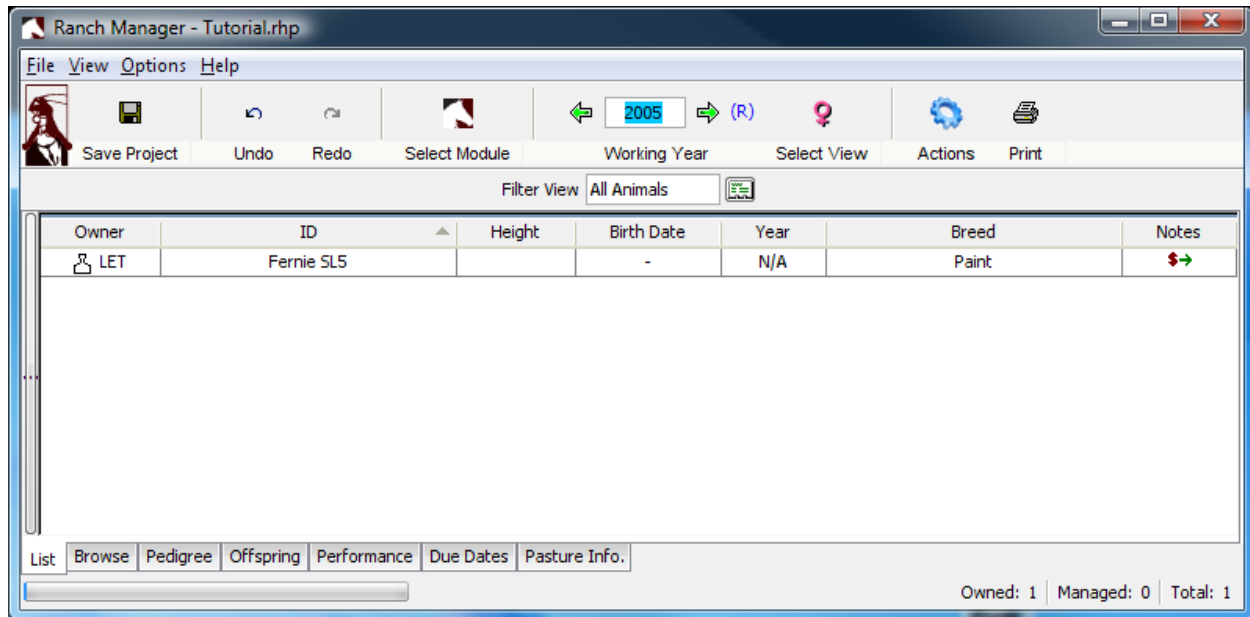 Ranch Manager - Tutorial.rhp
File View Options Help
2005 (R)
Save Project Undo Redo Select Module Working Year Select View Actions Print
Filter View All Animals
Owner ID Height Birth Date Year Breed Notes
LET Fernie SL5 - N/A Paint $
List Browse Pedigree Offspring Performance Due Dates Pasture Info.
Owned: 1 Managed: 0 Total: 1